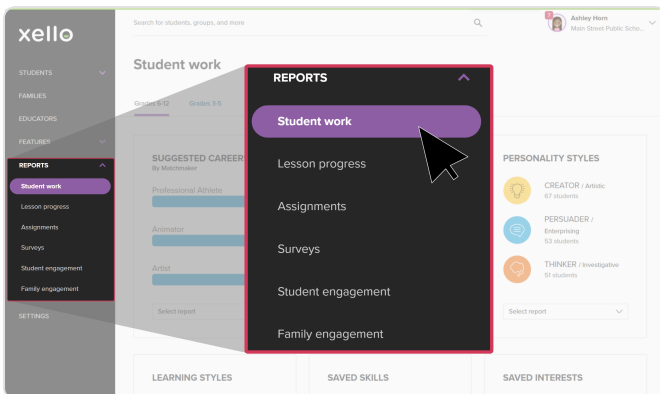 xello
Search for students, groups, and more
Ashley Horn
Main Street Public Scho...
STUDENTS
FAMILIES
EDUCATORS
FEATURES
REPORTS
Student work
Lesson progress
Assignments
Surveys
Student engagement
Family engagement
SETTINGS
Student work
Grades 6-12 Grades 3-5
REPORTS
Student work
Lesson progress
Assignments
Surveys
Student engagement
Family engagement
SUGGESTED CAREERS
By Matchmaker
Professional Athlete
Animator
Artist
Select report
PERSONALITY STYLES
CREATOR / Artistic
67 students
PERSUADER /
Enterprising
53 students
THINKER / Investigative
51 students
Select report
LEARNING STYLES
SAVED SKILLS
SAVED INTERESTS